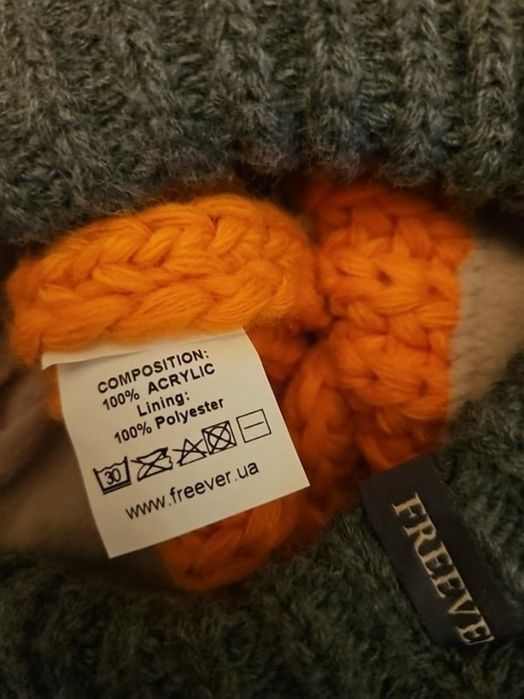 COMPOSITION:
100% ACRYLIC
Lining:
100% Polyester
30
www.freever.ua
FREEVE